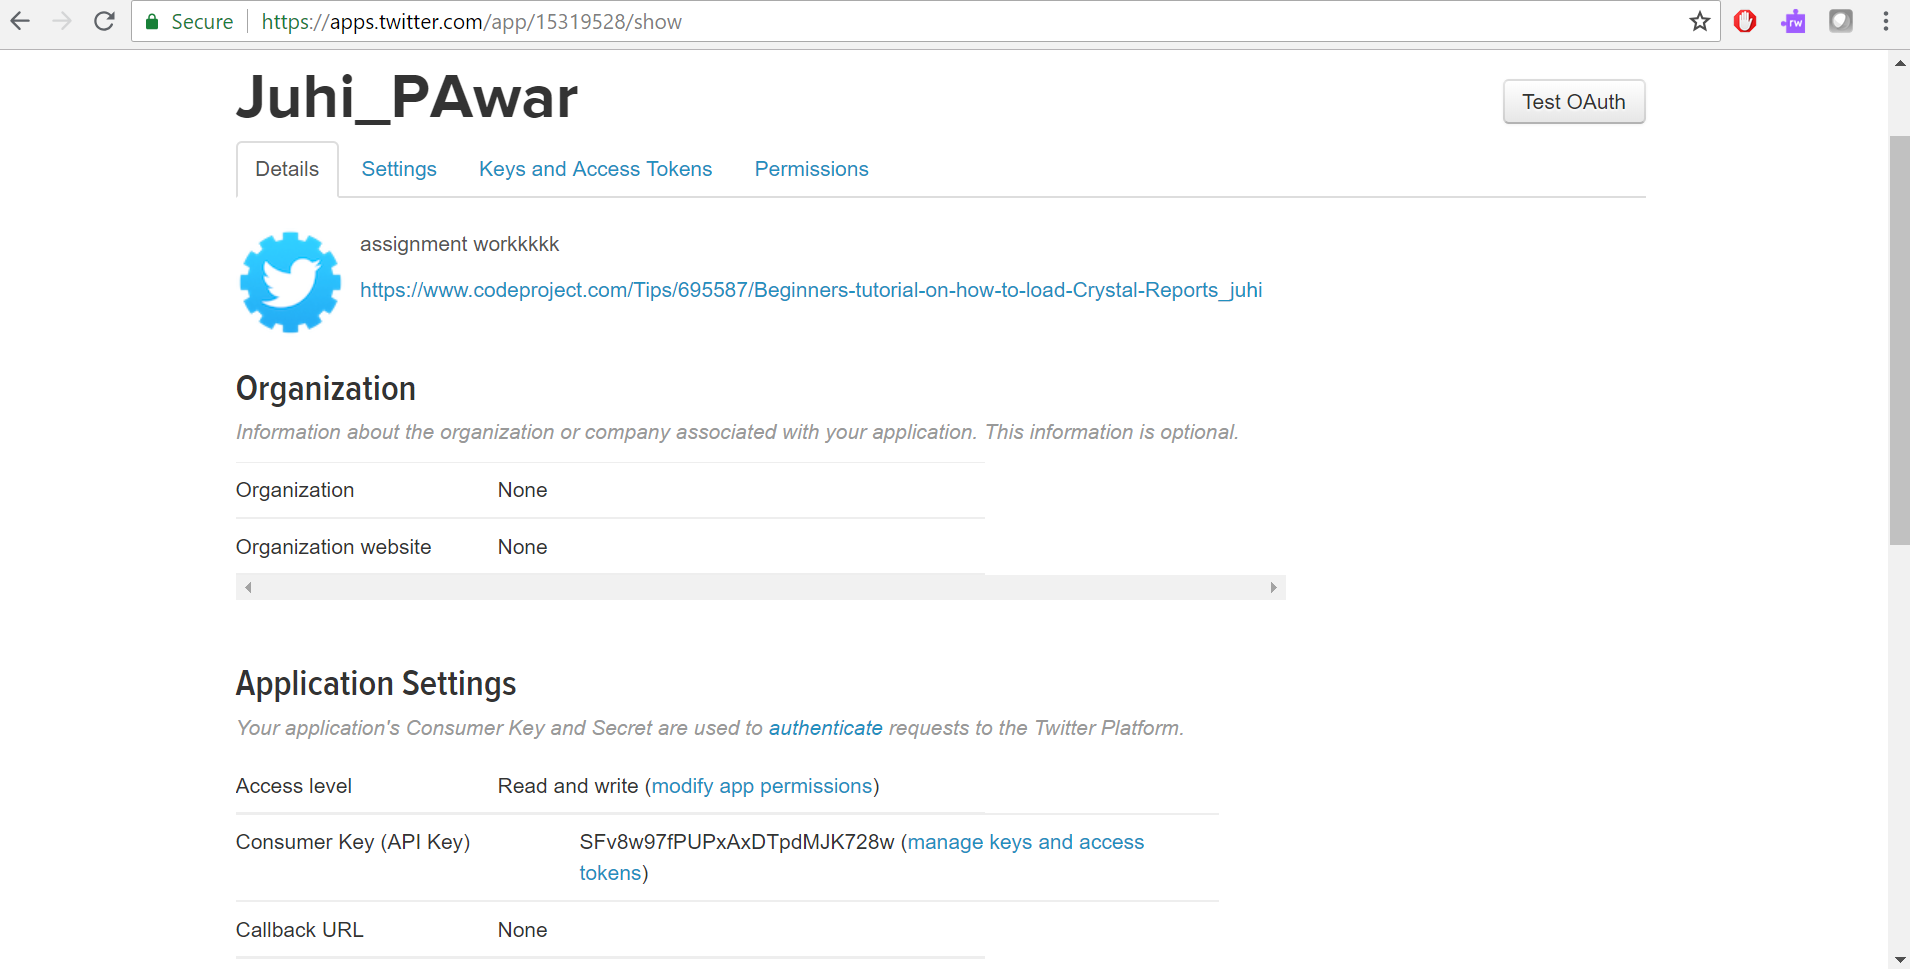 Secure https://apps.twitter.com/app/15319528/show
rw
Juhi_PAwar
Test OAuth
Details Settings Keys and Access Tokens Permissions
assignment workkkkk
https://www.codeproject.com/Tips/695587/Beginners-tutorial-on-how-to-load-Crystal-Reports_juhi
Organization
Information about the organization or company associated with your application. This information is optional.
Organization None
Organization website None
Application Settings
Your application's Consumer Key and Secret are used to authenticate requests to the Twitter Platform.
Access level Read and write (modify app permissions)
Consumer Key (API Key) SFv8w97fPUPxAxDTpdMJK728w (manage keys and access
tokens)
Callback URL None